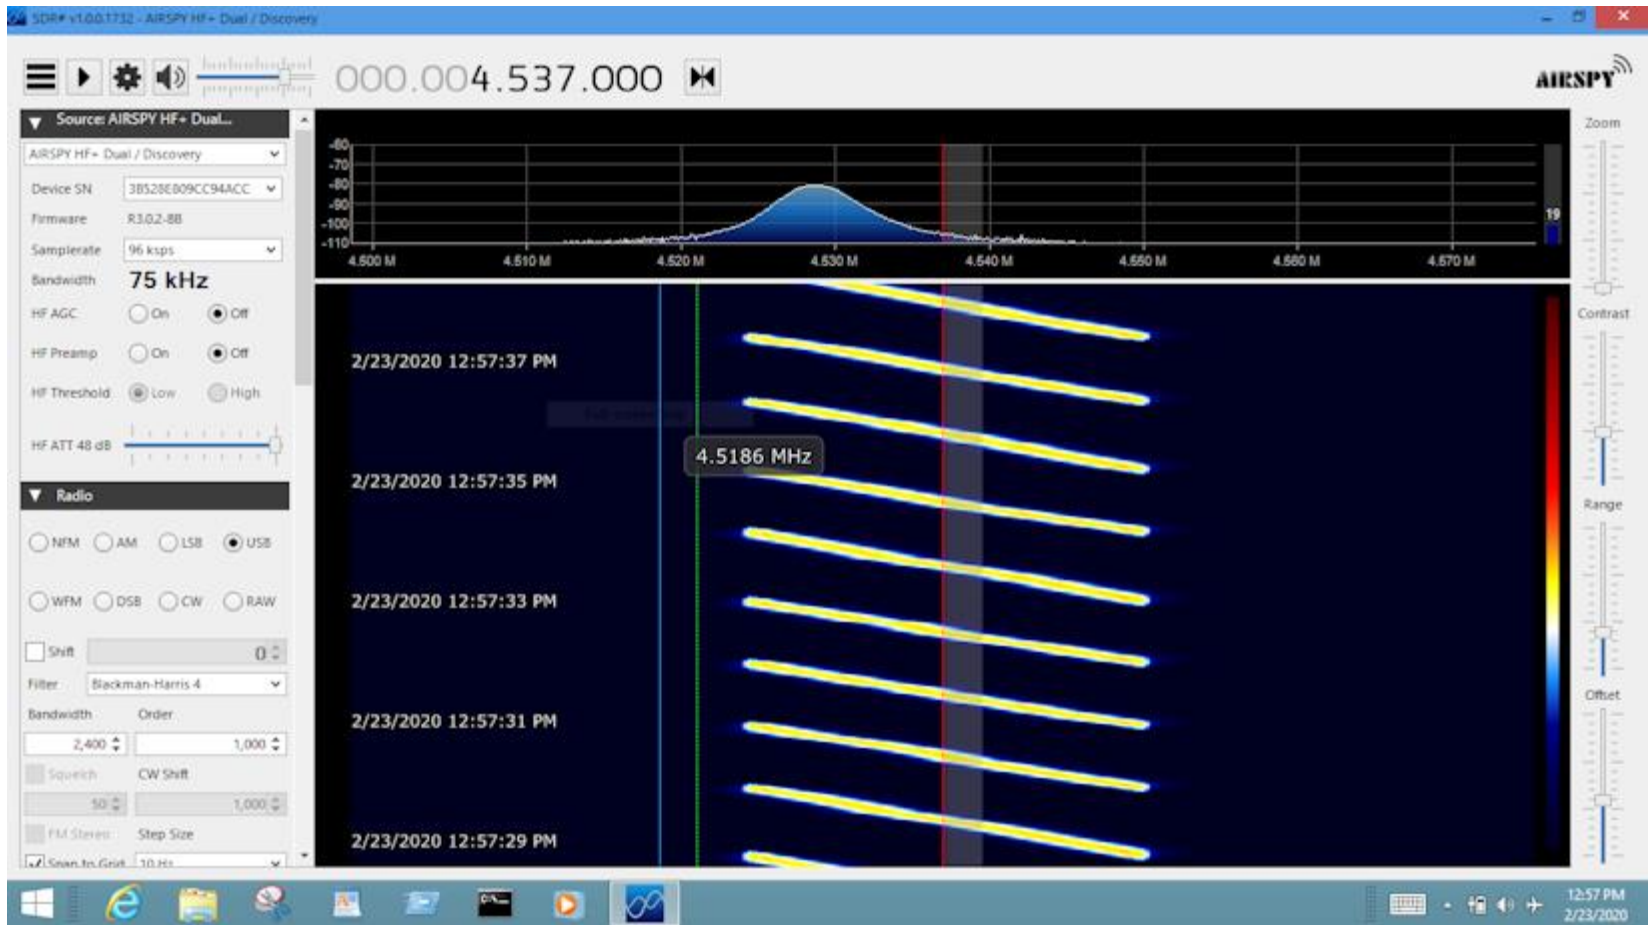 SDR# v1.0.0.1732 - AIRSPY HF+ Dual / Discovery
000.004.537.000
AIRSPY
Source: AIRSPY HF+ Dual...
AIRSPY HF+ Dual / Discovery
Device SN 3B528E809CC94ACC
Firmware R3.0.2-8B
Samplerate 96 ksps
Bandwidth 75 kHz
HF AGC On Off
HF Preamp On Off
HF Threshold Low High
HF ATT 48 dB
Radio
NFM AM LSB USB
WFM DSB CW RAW
Shift 0
Filter Blackman-Harris 4
Bandwidth Order
2,400 1,000
Squelch CW Shift
50 1,000
FM Stereo Step Size
Snap to Grid 10 Hz
-60
-70
-80
-90
-100
-110
19
4.500 M 4.510 M 4.520 M 4.530 M 4.540 M 4.550 M 4.560 M 4.570 M
2/23/2020 12:57:37 PM
4.5186 MHz
2/23/2020 12:57:35 PM
2/23/2020 12:57:33 PM
2/23/2020 12:57:31 PM
2/23/2020 12:57:29 PM
Zoom
Contrast
Range
Offset
12:57 PM
2/23/2020